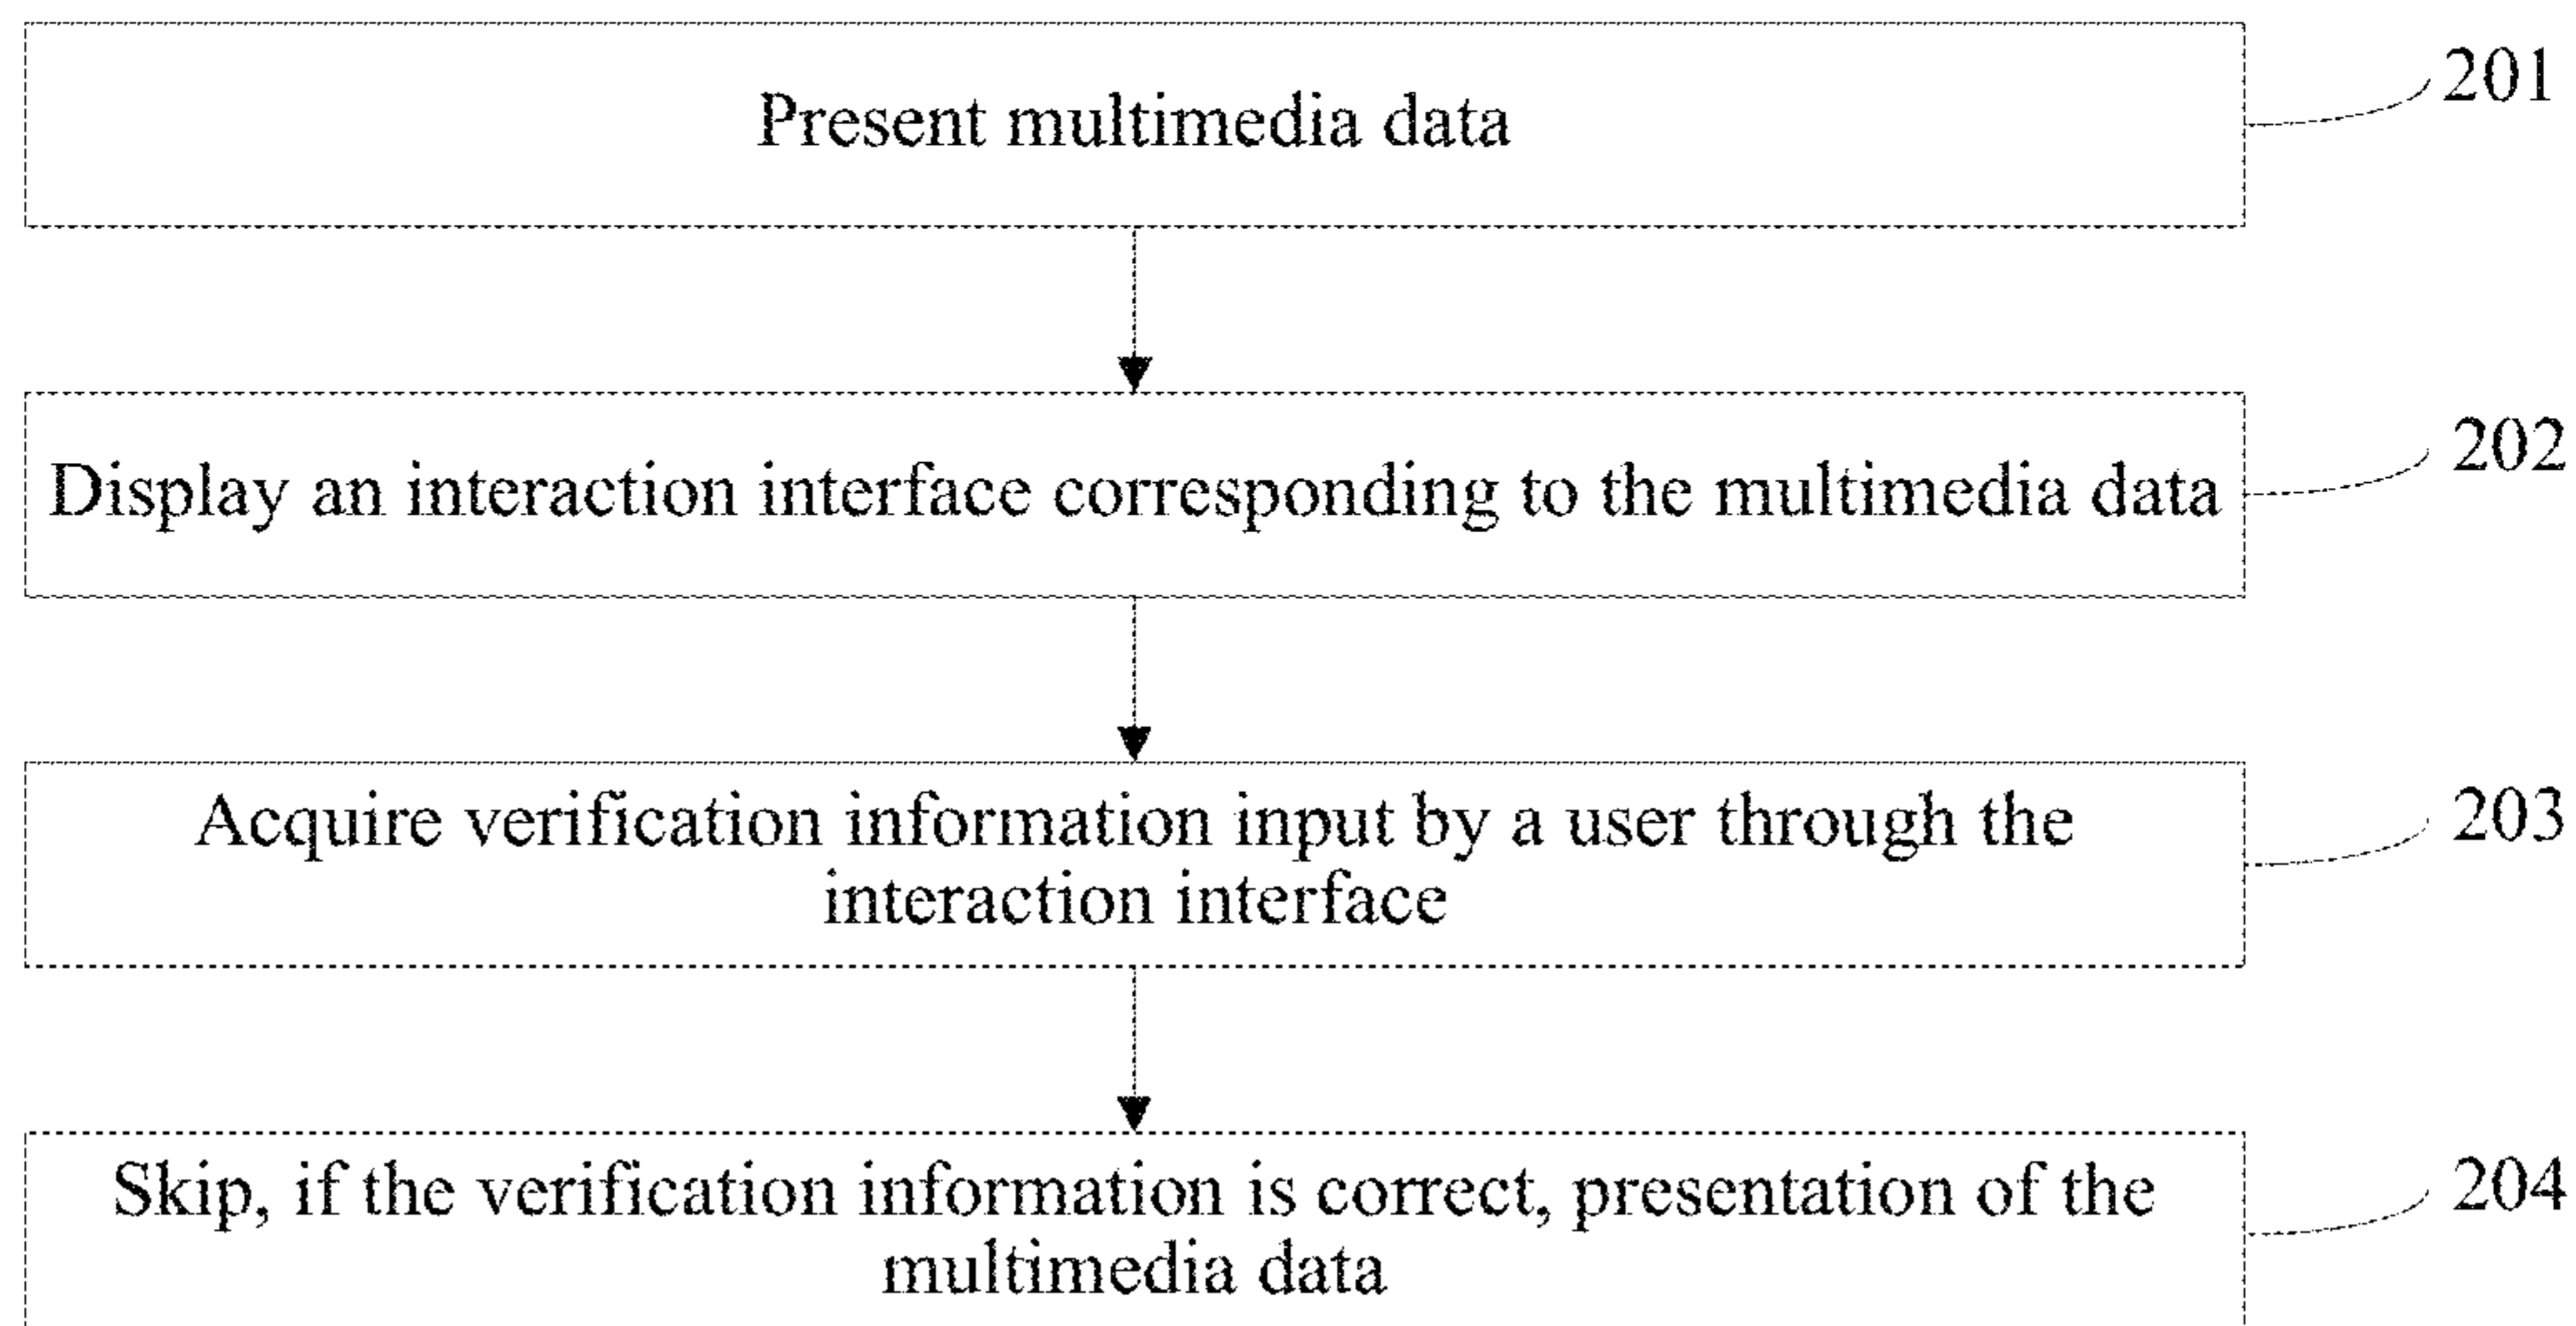 Present multimedia data
201
Display an interaction interface corresponding to the multimedia data
202
Acquire verification information input by a user through the
interaction interface
203
Skip, if the verification information is correct, presentation of the
multimedia data
204